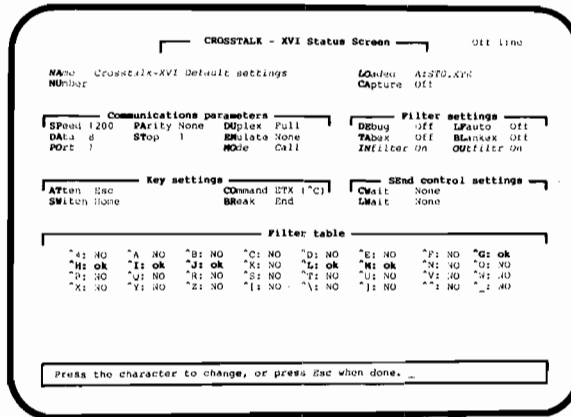 CROSSTALK - XVI Status Screen Off line
NAme Crosstalk-XVI Default settings LOaded A:STD.XTK
NUmber CApture Off
Communications parameters Filter settings
SPeed 1200 PArity None DUplex Full DEbug Off LFauto Off
DAta 8 STop 1 EMulate None TAbex Off BLankex Off
POrt 1 MOde Call INfilter On OUtfiltr On
Key settings SEnd control settings
ATten Esc COmmand ETX (^C) CWait None
SWitch Home BReak End LWait None
Filter table
NO ^A NO ^B: NO ^C: NO ^D: NO ^E: NO ^F: NO ^G: ok
^H: ok ^I: ok ^J: ok ^K: NO ^L: ok ^M: ok ^N: NO ^O: NO
^P: NO ^Q: NO ^R: NO ^S: NO ^T: NO ^U: NO ^V: NO ^W: NO
^X: NO ^Y: NO ^Z: NO ^[: NO ^\: NO ^]: NO ^^: NO ^_: NO
Press the character to change, or press Esc when done. _